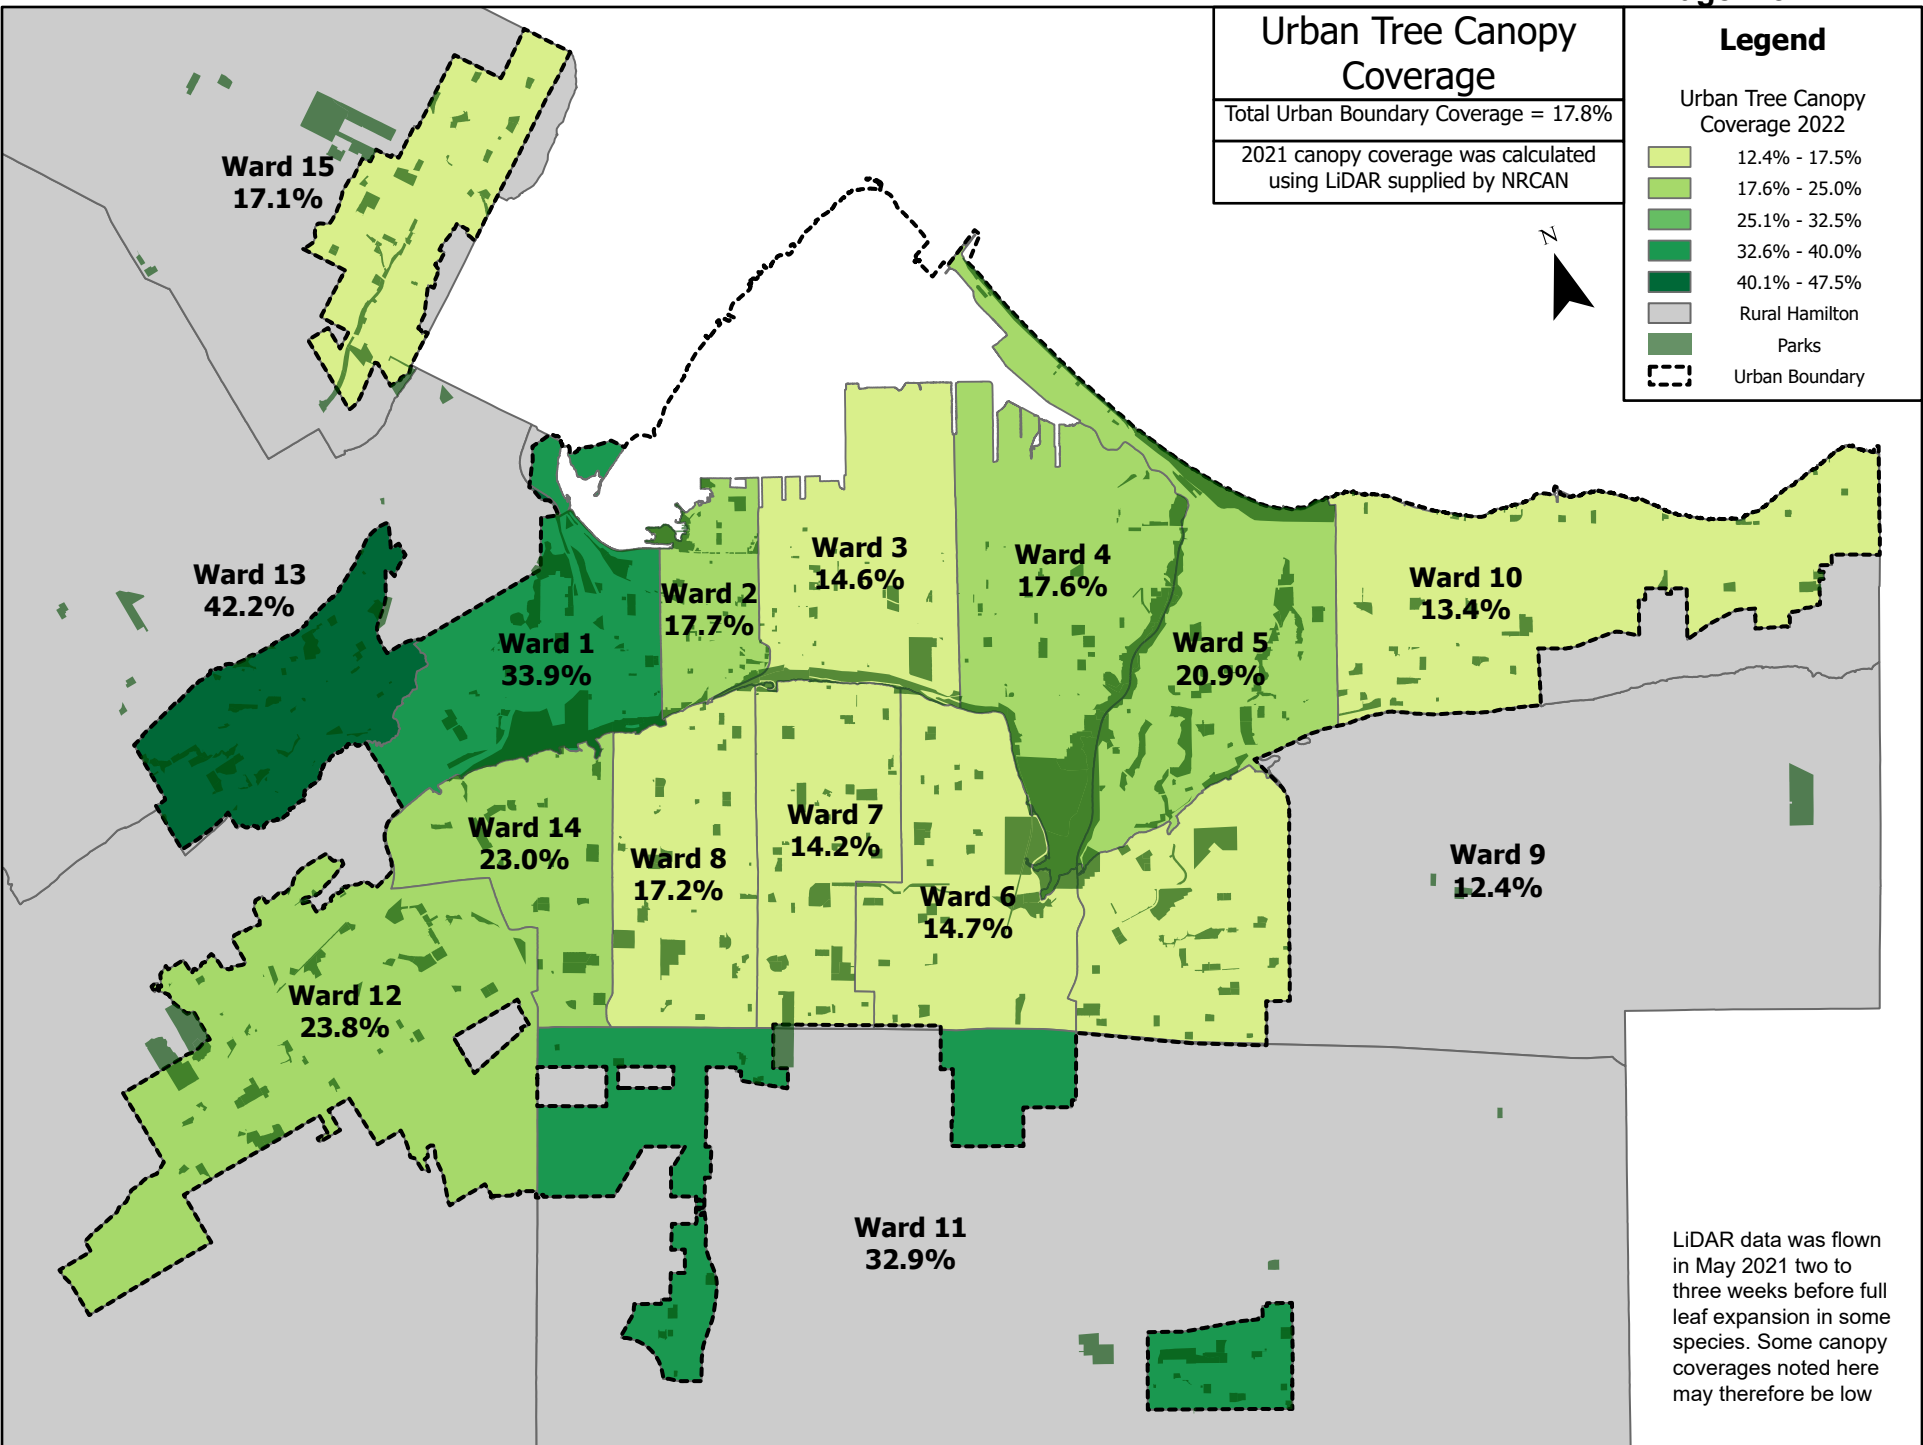 Urban Tree Canopy
Coverage
Total Urban Boundary Coverage = 17.8%
2021 canopy coverage was calculated
using LiDAR supplied by NRCAN
Legend
Urban Tree Canopy
Coverage 2022
12.4% - 17.5%
17.6% - 25.0%
25.1% - 32.5%
32.6% - 40.0%
40.1% - 47.5%
Rural Hamilton
Parks
Urban Boundary
N
Ward 15
17.1%
Ward 13
42.2%
Ward 1
33.9%
Ward 2
17.7%
Ward 3
14.6%
Ward 4
17.6%
Ward 5
20.9%
Ward 10
13.4%
Ward 14
23.0%
Ward 8
17.2%
Ward 7
14.2%
Ward 6
14.7%
Ward 9
12.4%
Ward 12
23.8%
Ward 11
32.9%
LiDAR data was flown
in May 2021 two to
three weeks before full
leaf expansion in some
species. Some canopy
coverages noted here
may therefore be low